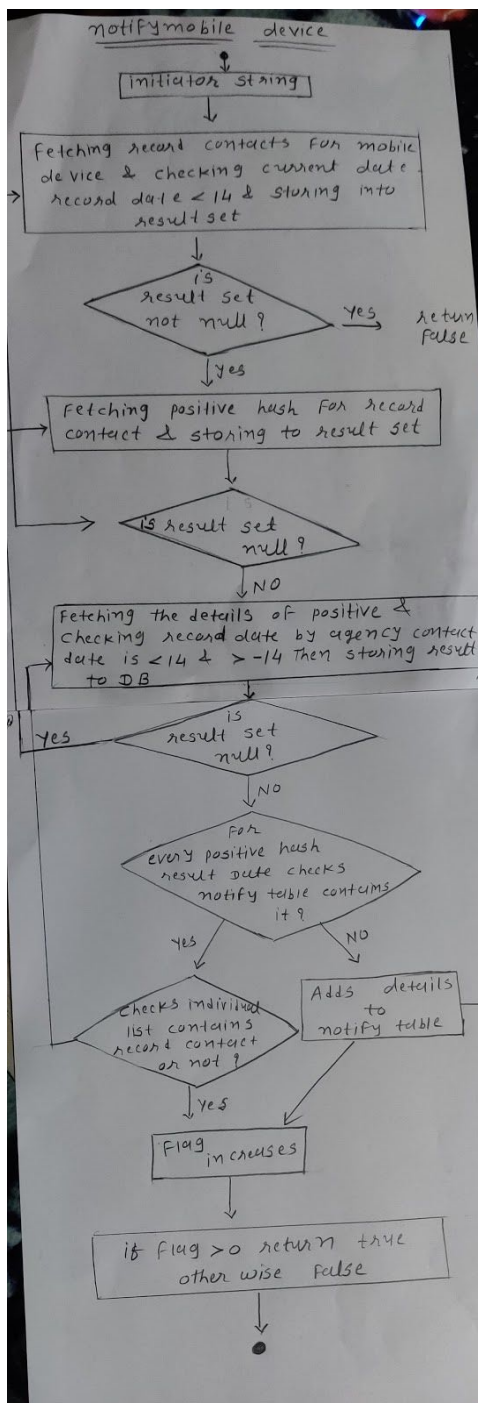 notifymobile device
initiator string
Fetching record contacts for mobile
device & checking current date
record date < 14 & storing into
result set
is
result set
not null?
Yes
return
False
Yes
Fetching positive hash for record
contact & storing to result set
is result set
null?
NO
Fetching the details of positive &
checking record date by agency contact
date is < 14 & > -14 Then storing result
to DB
Yes
is
result set
null?
NO
For
every positive hash
result Date checks
notify table contains
it?
Yes
NO
Checks individual
list contains
record contact
or not?
Adds details
to
notify table
Yes
Flag
increases
if Flag >0 return true
other wise False